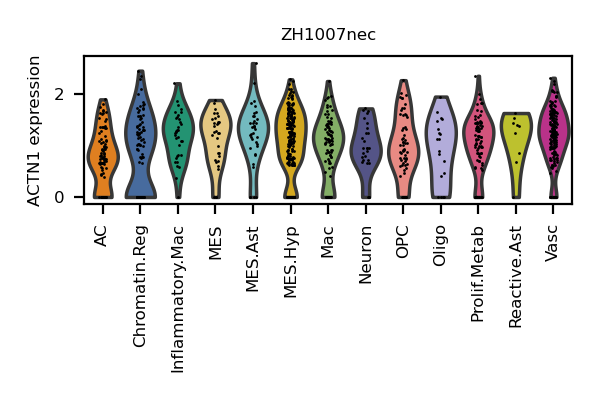 ZH1007nec
ACTN1 expression
2
0
AC
Chromatin.Reg
Inflammatory.Mac
MES
MES.Ast
MES.Hyp
Mac
Neuron
OPC
Oligo
Prolif.Metab
Reactive.Ast
Vasc